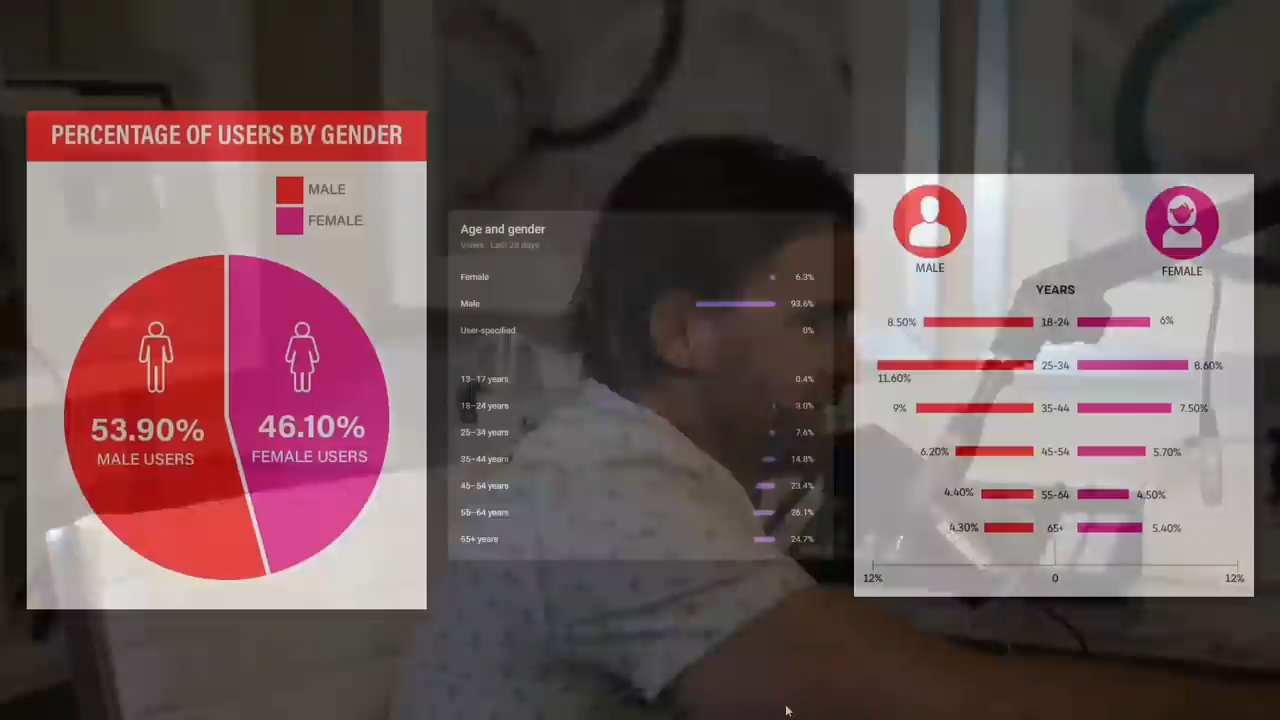 PERCENTAGE OF USERS BY GENDER
MALE
FEMALE
53.90%
MALE USERS
46.10%
FEMALE USERS
Age and gender
Views · Last 28 days
Female 6.3%
Male 93.6%
User-specified 0%
13–17 years 0.4%
18–24 years 3.0%
25–34 years 7.6%
35–44 years 14.8%
45–54 years 23.4%
55–64 years 26.1%
65+ years 24.7%
MALE
FEMALE
YEARS
8.50% 18-24 6%
25-34 8.60%
11.60%
9% 35-44 7.50%
6.20% 45-54 5.70%
4.40% 55-64 4.50%
4.30% 65+ 5.40%
12% 0 12%